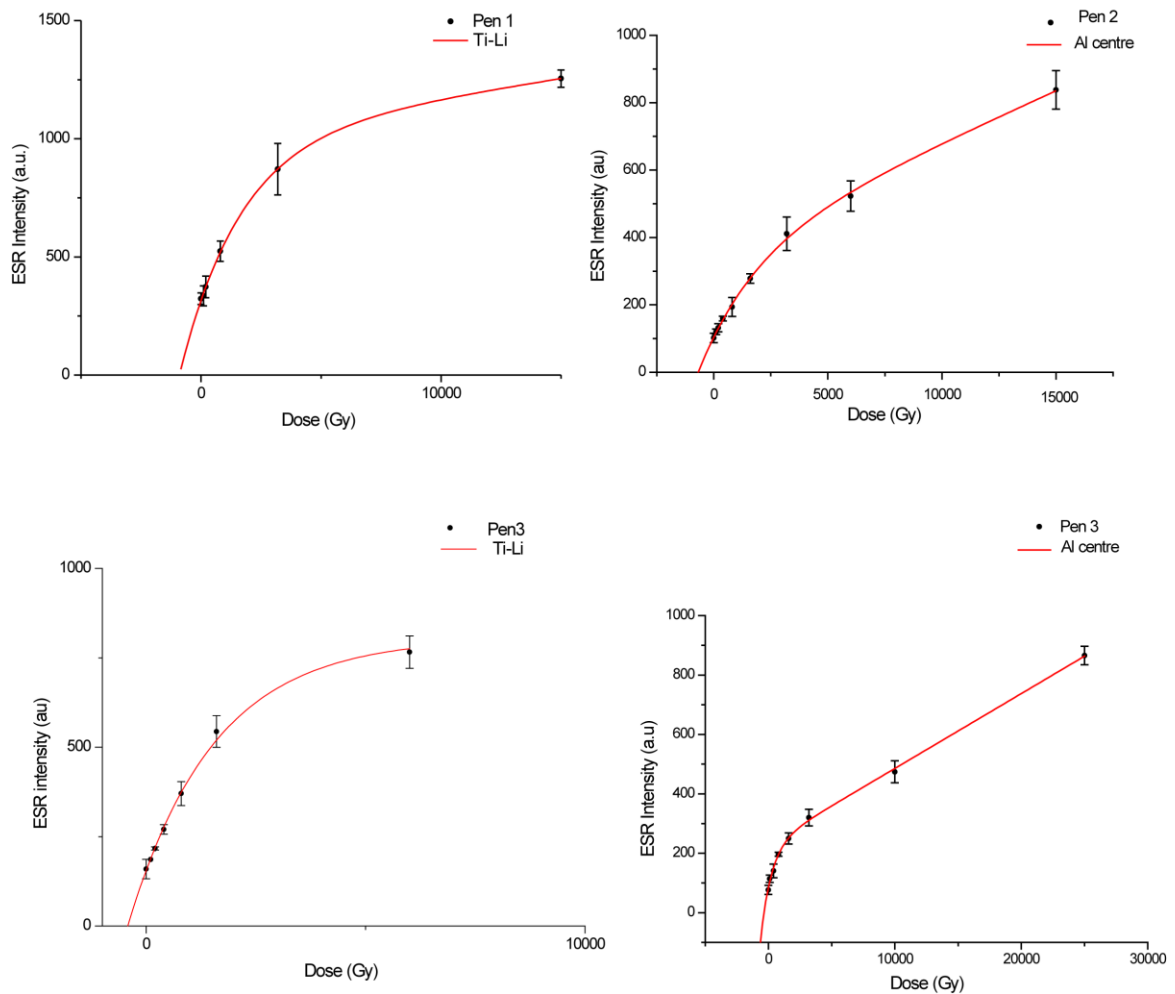 Pen 1
Ti-Li
1500
1000
500
0
ESR Intensity (a.u.)
0
10000
Dose (Gy)
Pen 2
Al centre
1000
800
600
400
200
0
ESR Intensity (au)
0
5000
10000
15000
Dose (Gy)
Pen3
Ti-Li
1000
500
0
ESR intensity (au)
0
10000
Dose (Gy)
Pen 3
Al centre
1000
800
600
400
200
0
ESR Intensity (a.u)
0
10000
20000
30000
Dose (Gy)